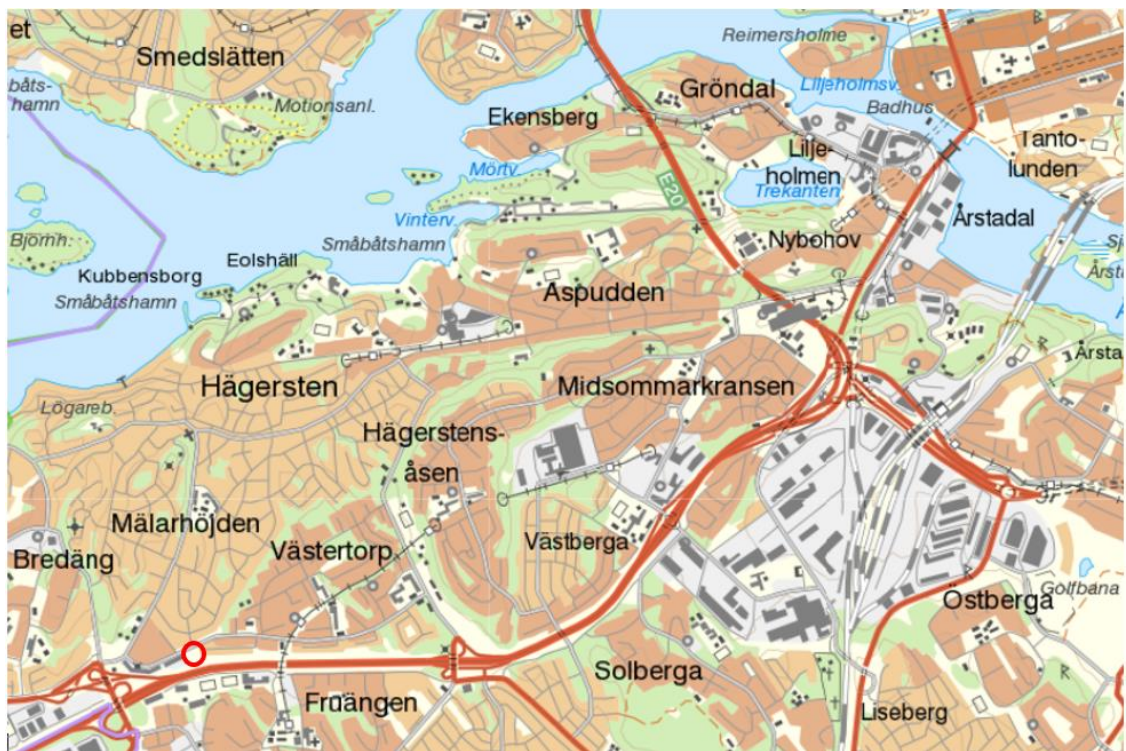 et
Smedslätten
båts-
hamn
Motionsanl.
Reimersholme
Liljeholmsv.
Badhus
Gröndal
Ekensberg
Tanto-
lunden
Lilje-
holmen
Mörtv.
Trekanten
E20
Vinterv.
Årstadal
Småbåtshamn
Nybohov
Björnh.
Eolshäll
Kubbensborg
Småbåtshamn
Aspudden
Årsta
Hägersten
Midsommarkransen
Lögareb.
Hägerstens-
åsen
Mälarhöjden
Västertorp
Västberga
Bredäng
Golfbana
Östberga
Solberga
Fruängen
Liseberg